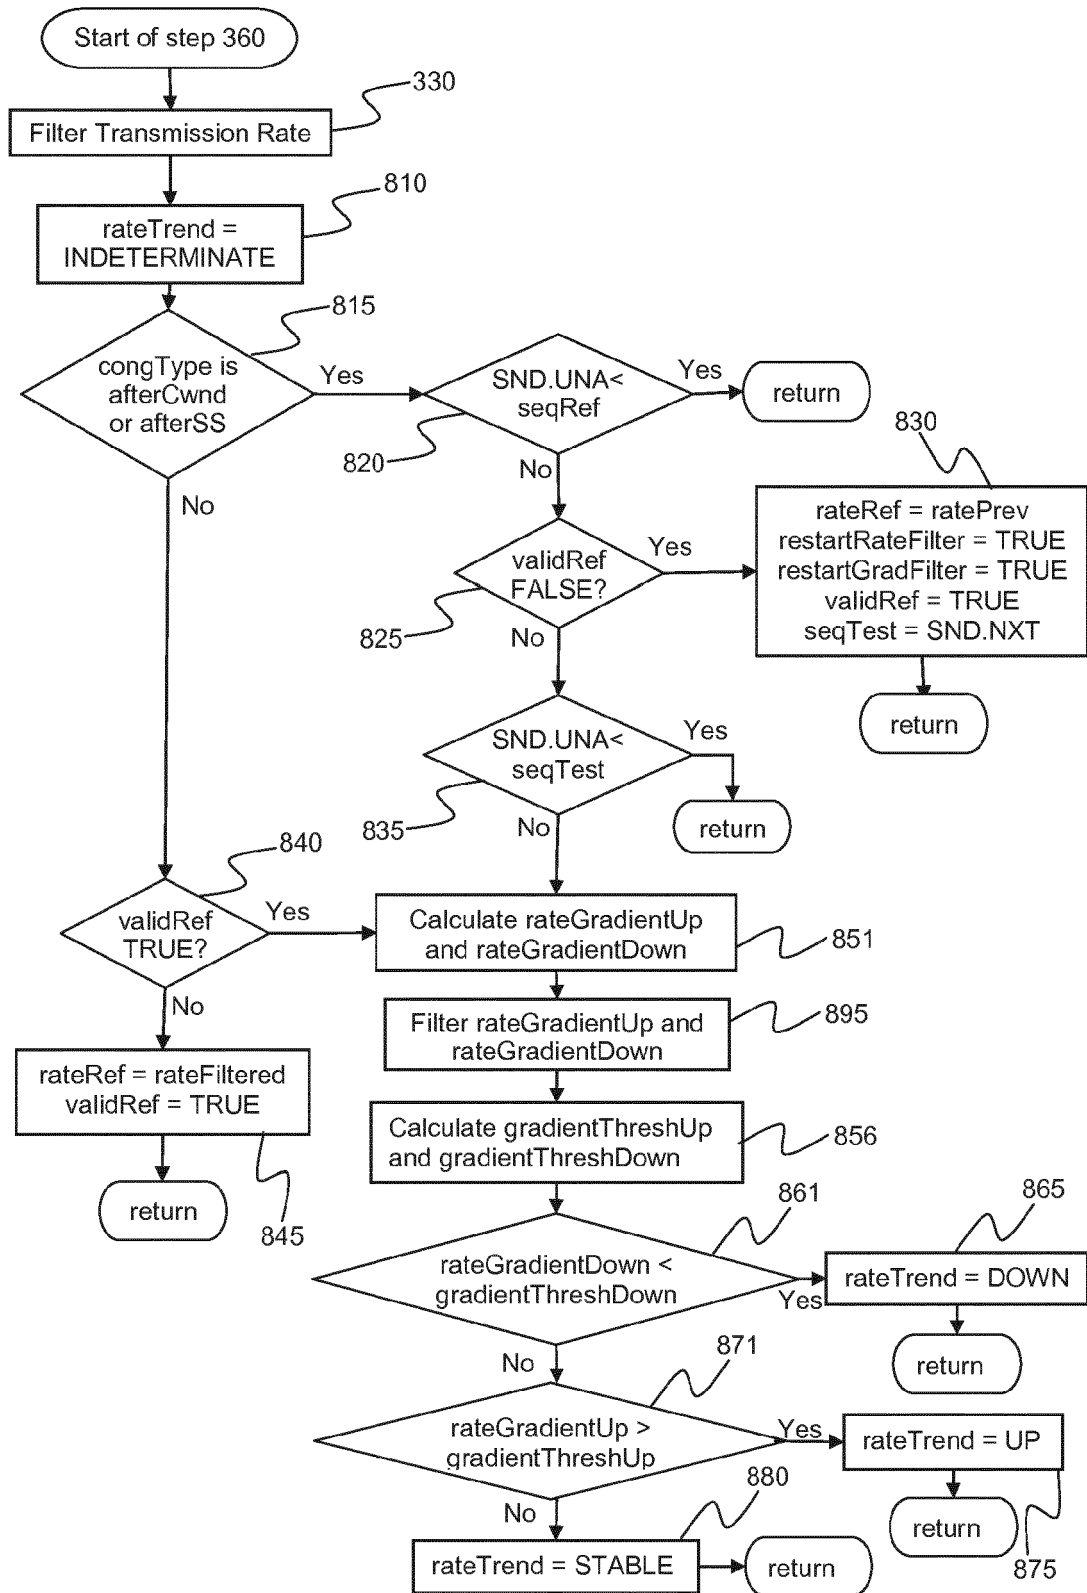 Start of step 360
330
Filter Transmission Rate
810
rateTrend =
INDETERMINATE
815
congType is
afterCwnd
or afterSS
Yes
SND.UNA<
seqRef
Yes
return
820
No
No
830
rateRef = ratePrev
restartRateFilter = TRUE
restartGradFilter = TRUE
validRef = TRUE
seqTest = SND.NXT
validRef
FALSE?
Yes
825
No
return
SND.UNA<
seqTest
Yes
835
No
return
840
validRef
TRUE?
Yes
Calculate rateGradientUp
and rateGradientDown
851
No
Filter rateGradientUp and
rateGradientDown
895
rateRef = rateFiltered
validRef = TRUE
Calculate gradientThreshUp
and gradientThreshDown
856
return
845
861
865
rateGradientDown <
gradientThreshDown
Yes
rateTrend = DOWN
No
return
871
rateGradientUp >
gradientThreshUp
Yes
rateTrend = UP
No
880
return
875
rateTrend = STABLE
return